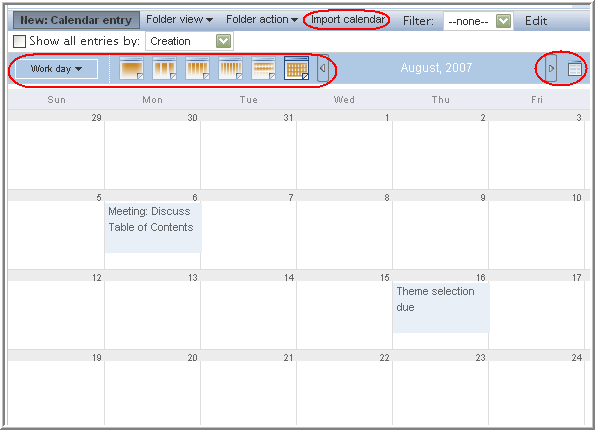 New: Calendar entry Folder view Folder action Import calendar Filter: --none-- Edit
Show all entries by: Creation
Work day August, 2007
Sun Mon Tue Wed Thu Fri
29 30 31 1 2 3
5 6 7 8 9 10
Meeting: Discuss
Table of Contents
12 13 14 15 16 17
Theme selection
due
19 20 21 22 23 24